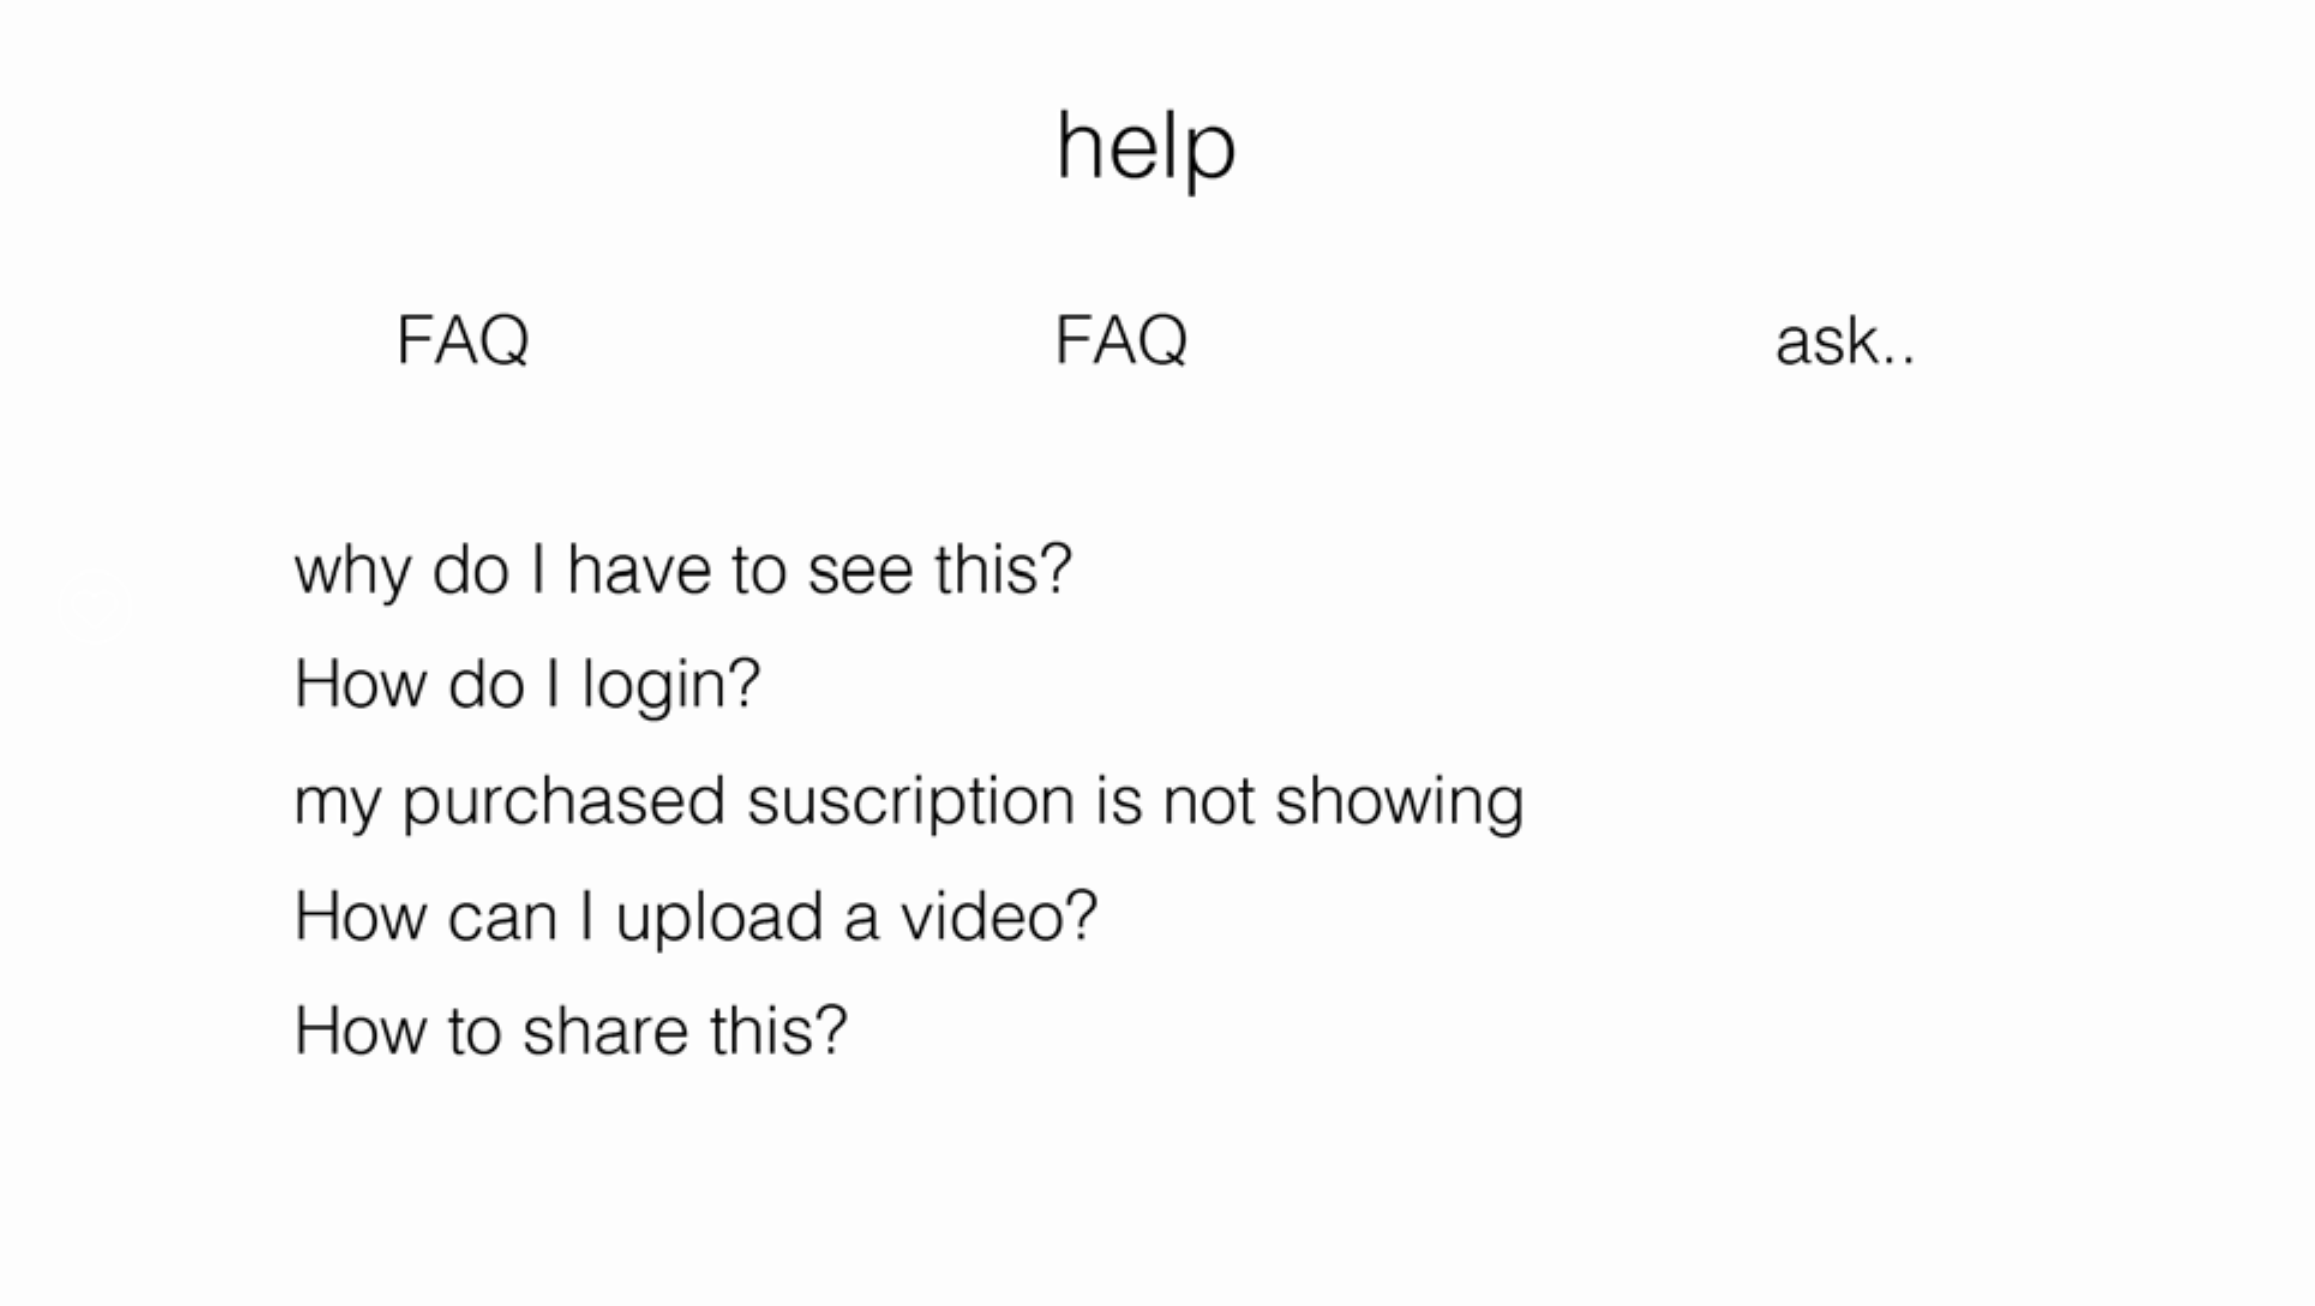 help
FAQ FAQ ask..
why do I have to see this?
How do I login?
my purchased suscription is not showing
How can I upload a video?
How to share this?